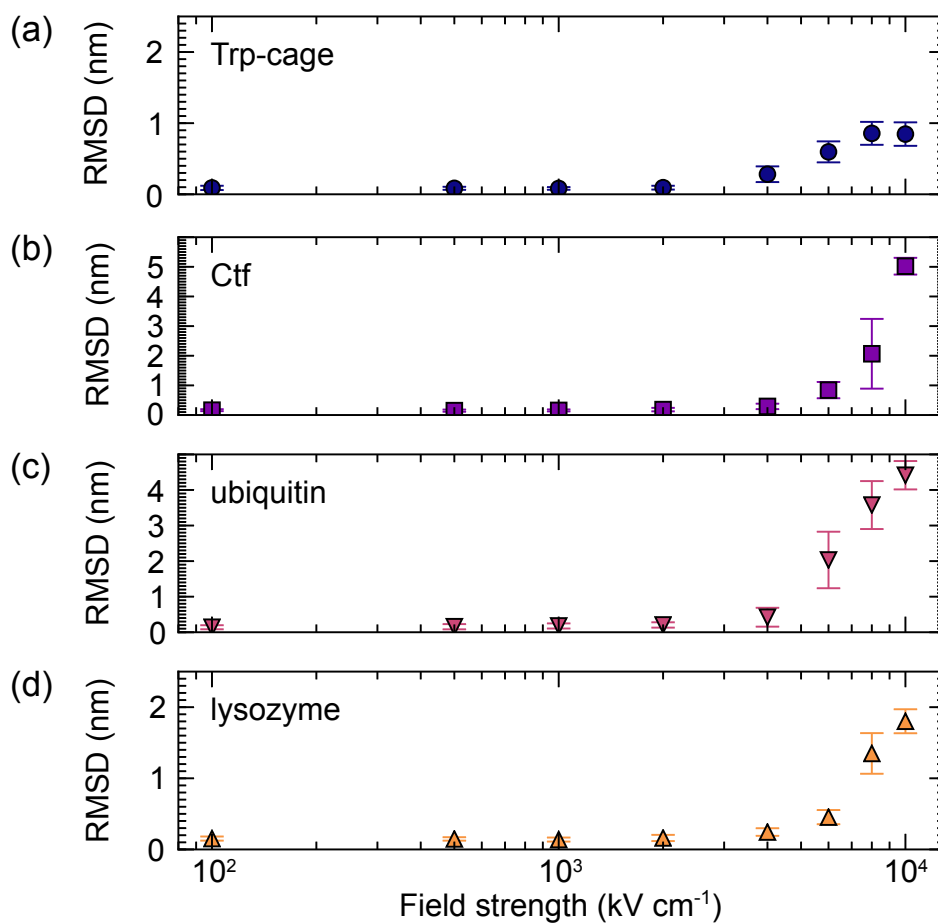 (a)
RMSD (nm)
Trp-cage
2
1
0
(b)
RMSD (nm)
Ctf
5
4
3
2
1
0
(c)
RMSD (nm)
ubiquitin
4
3
2
1
0
(d)
RMSD (nm)
lysozyme
2
1
0
10² 10³ 10⁴
Field strength (kV cm⁻¹)